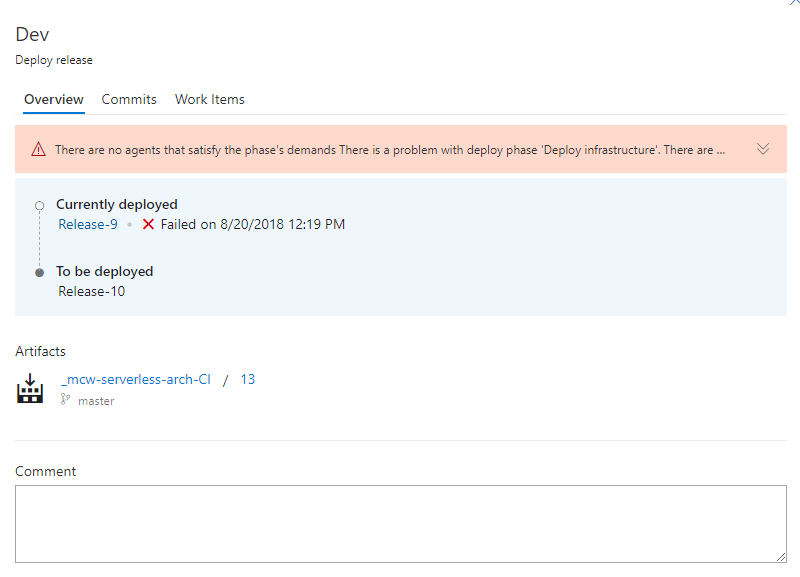 Dev
Deploy release
Overview Commits Work Items
There are no agents that satisfy the phase's demands There is a problem with deploy phase 'Deploy infrastructure'. There are ...
Currently deployed
Release-9 • Failed on 8/20/2018 12:19 PM
To be deployed
Release-10
Artifacts
_mcw-serverless-arch-CI / 13
master
Comment